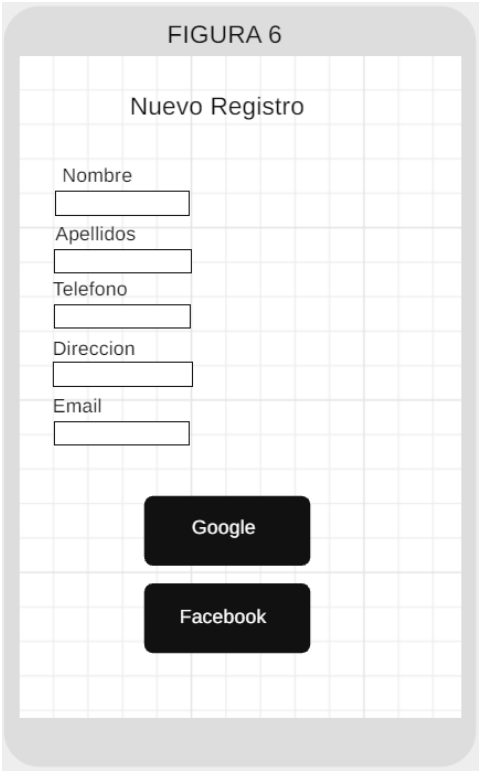 FIGURA 6
Nuevo Registro
Nombre
Apellidos
Telefono
Direccion
Email
Google
Facebook